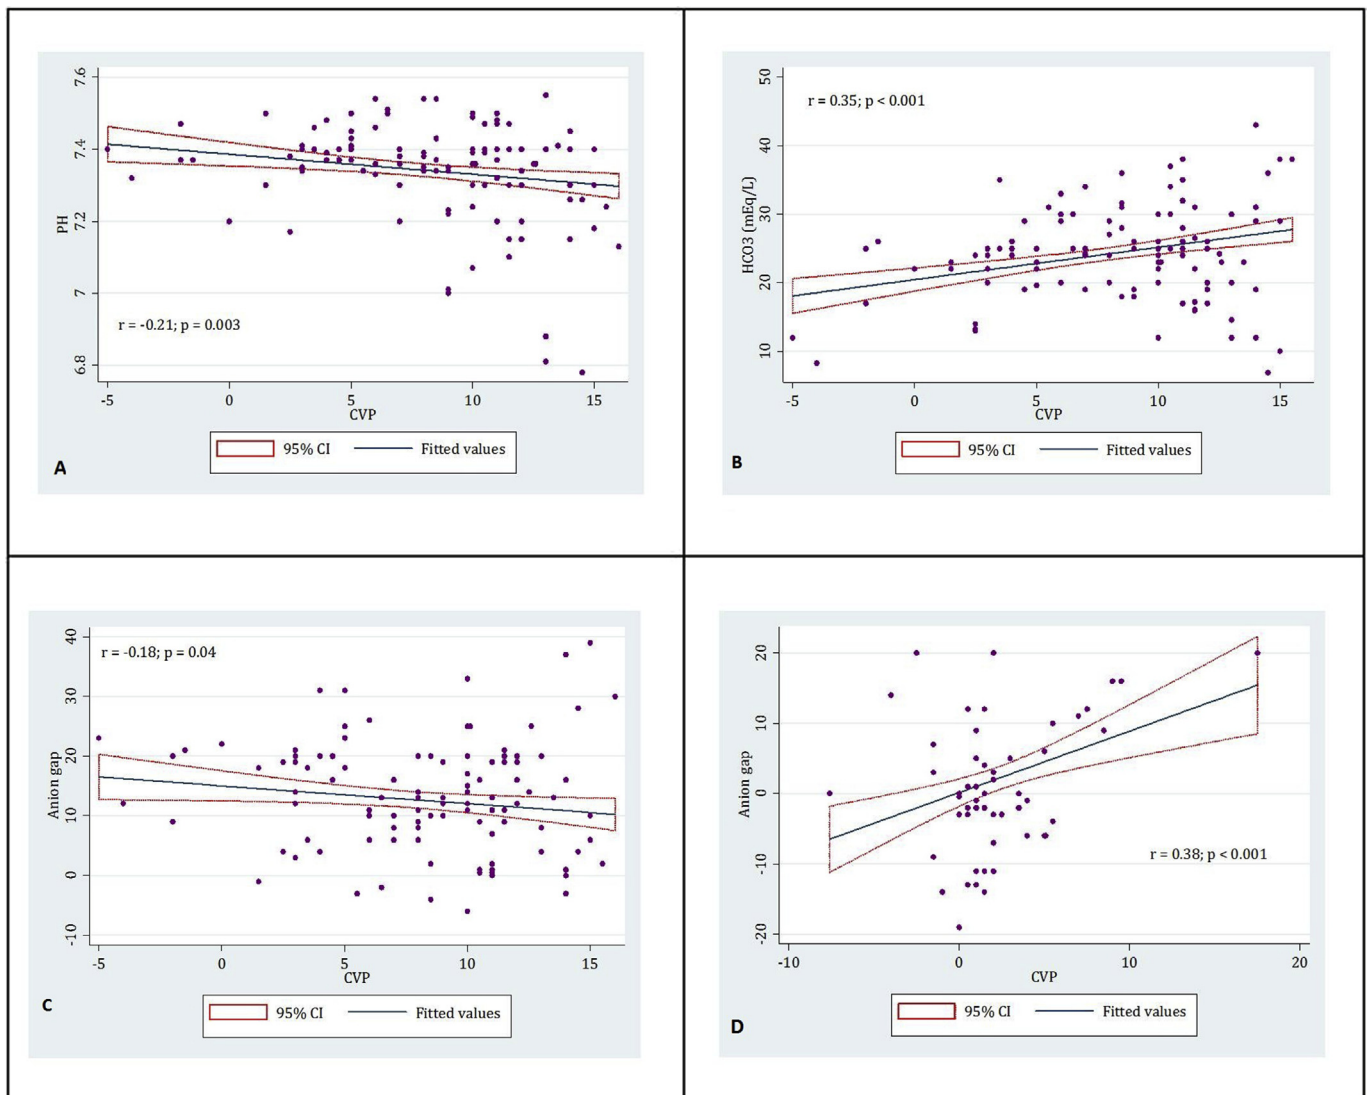 7.6
7.4
7.2
7
6.8
PH
r = -0.21; p = 0.003
-5 0 5 10 15
CVP
95% CI Fitted values
A
50
40
30
20
10
HCO3 (mEq/L)
r = 0.35; p < 0.001
-5 0 5 10 15
CVP
95% CI Fitted values
B
40
30
20
10
0
-10
Anion gap
r = -0.18; p = 0.04
-5 0 5 10 15
CVP
95% CI Fitted values
C
20
10
0
-10
-20
Anion gap
r = 0.38; p < 0.001
-10 0 10 20
CVP
95% CI Fitted values
D